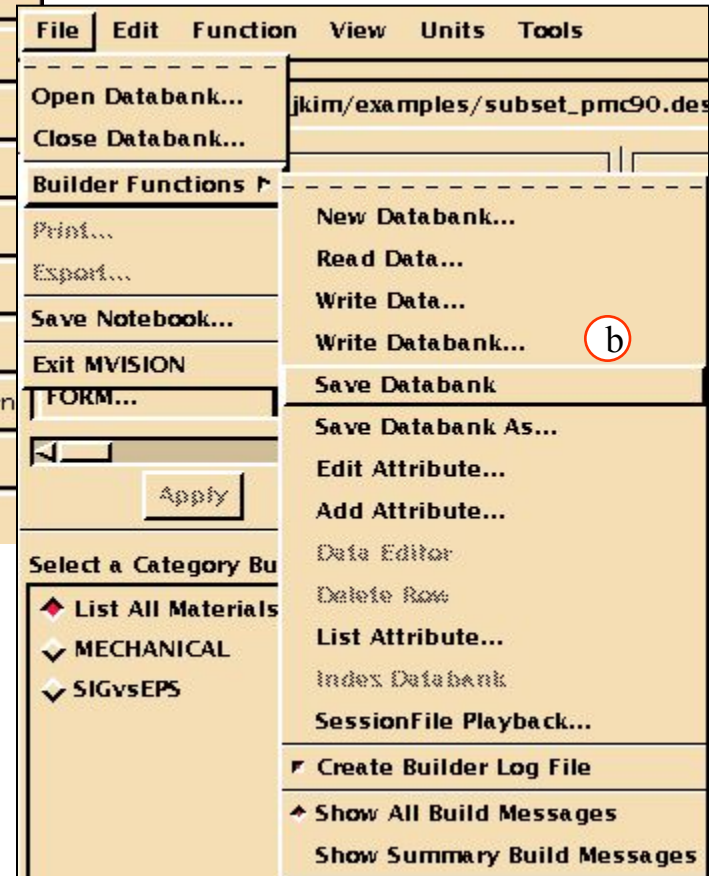 File Edit Function View Units Tools
Open Databank...
jkim/examples/subset_pmc90.des
Close Databank...
Builder Functions
Print...
Export...
Save Notebook...
Exit MVISION
FORM...
Apply
Select a Category Bu
List All Materials
MECHANICAL
SIGvsEPS
New Databank...
Read Data...
Write Data...
Write Databank...
b
Save Databank
Save Databank As...
Edit Attribute...
Add Attribute...
Data Editor
Delete Row
List Attribute...
Index Databank
SessionFile Playback...
Create Builder Log File
Show All Build Messages
Show Summary Build Messages